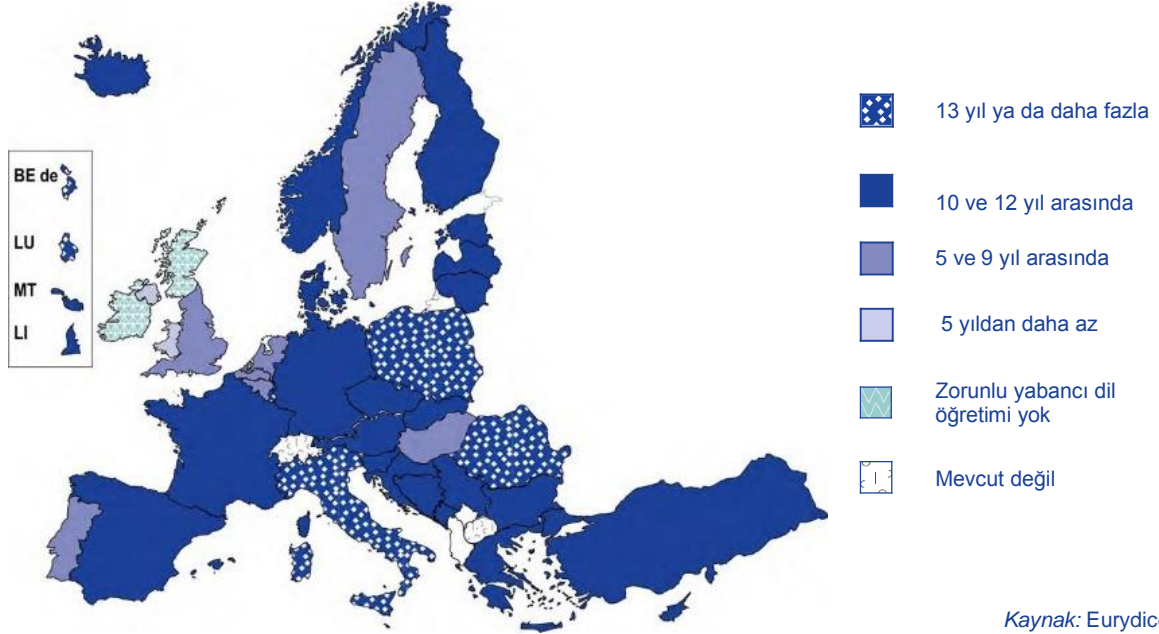 BE de
LU
MT
LI
13 yıl ya da daha fazla
10 ve 12 yıl arasında
5 ve 9 yıl arasında
5 yıldan daha az
Zorunlu yabancı dil
öğretimi yok
Mevcut değil
Kaynak: Eurydice